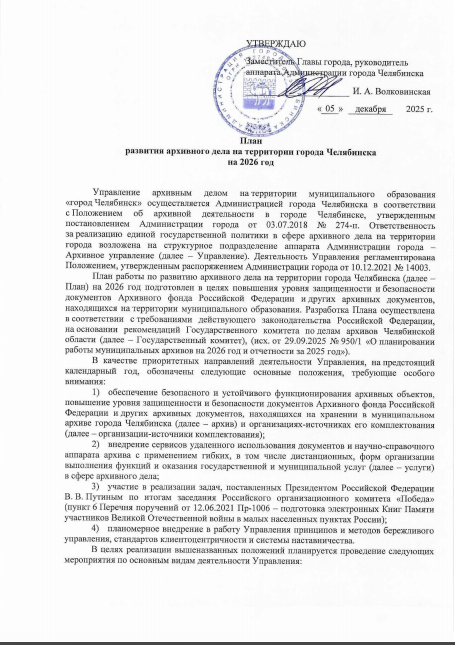 УТВЕРЖДАЮ
Заместитель Главы города, руководитель
аппарата Администрации города Челябинска
И. А. Волковинская
« 05 » декабря 2025 г.
План
развития архивного дела на территории города Челябинска
на 2026 год
Управление архивным делом на территории муниципального образования
«город Челябинск» осуществляется Администрацией города Челябинска в соответствии
с Положением об архивной деятельности в городе Челябинске, утвержденным
постановлением Администрации города от 03.07.2018 № 274-п. Ответственность
за реализацию единой государственной политики в сфере архивного дела на территории
города возложена на структурное подразделение аппарата Администрации города –
Архивное управление (далее – Управление). Деятельность Управления регламентирована
Положением, утвержденным распоряжением Администрации города от 10.12.2021 № 14003.
План работы по развитию архивного дела на территории города Челябинска (далее –
План) на 2026 год подготовлен в целях повышения уровня защищенности и безопасности
документов Архивного фонда Российской Федерации и других архивных документов,
находящихся на территории муниципального образования. Разработка Плана осуществлена
в соответствии с требованиями действующего законодательства Российской Федерации,
на основании рекомендаций Государственного комитета по делам архивов Челябинской
области (далее – Государственный комитет), (исх. от 29.09.2025 № 950/1 «О планировании
работы муниципальных архивов на 2026 год и отчетности за 2025 год»).
В качестве приоритетных направлений деятельности Управления, на предстоящий
календарный год, обозначены следующие основные положения, требующие особого
внимания:
1) обеспечение безопасного и устойчивого функционирования архивных объектов,
повышение уровня защищенности и безопасности документов Архивного фонда Российской
Федерации и других архивных документов, находящихся на хранении в муниципальном
архиве города Челябинска (далее – архив) и организациях-источниках его комплектования
(далее – организации-источники комплектования);
2) внедрение сервисов удаленного использования документов и научно-справочного
аппарата архива с применением гибких, в том числе дистанционных, форм организации
выполнения функций и оказания государственной и муниципальной услуг (далее – услуги)
в сфере архивного дела;
3) участие в реализации задач, поставленных Президентом Российской Федерации
В. В. Путиным по итогам заседания Российского организационного комитета «Победа»
(пункт 6 Перечня поручений от 12.06.2021 Пр-1006 – подготовка электронных Книг Памяти
участников Великой Отечественной войны в малых населенных пунктах России);
4) планомерное внедрение в работу Управления принципов и методов бережливого
управления, стандартов клиентоцентричности и системы наставничества.
В целях реализации вышеназванных положений планируется проведение следующих
мероприятия по основным видам деятельности Управления: